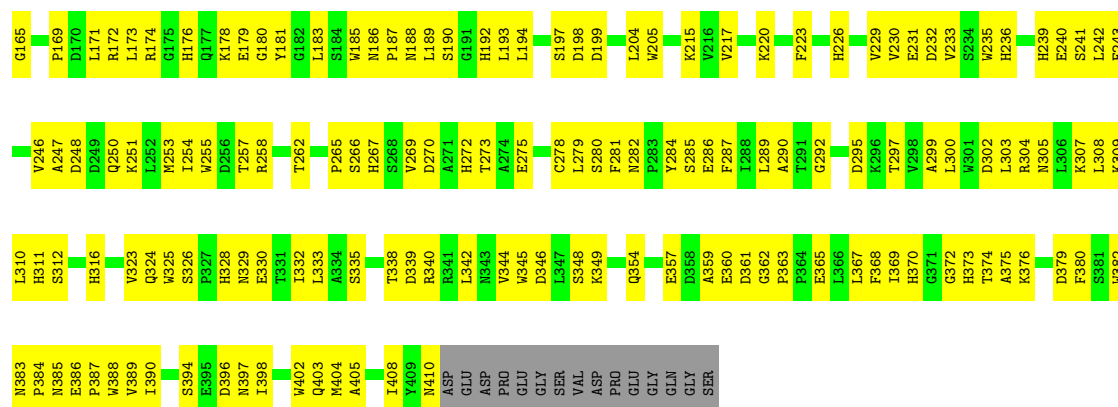 G165 P169 D170 L171 R172 L173 R174 G175 H176 Q177 K178 E179 G180 Y181 G182 L183 S184 W185 N186 P187 N188 L189 S190 G191 H192 L193 L194 S197 D198 D199 L204 W205 K215 V216 V217 K220 F223 H226 V229 V230 E231 D232 V233 S234 W235 H236 H239 E240 S241 L242
V246 A247 D248 D249 Q250 K251 L252 M253 I254 W255 D256 T257 R258 T262 P265 S266 H267 S268 V269 D270 A271 H272 T273 A274 E275 C278 L279 S280 F281 N282 P283 Y284 S285 E286 F287 I288 L289 A290 T291 G292 D295 K296 T297 V298 A299 L300 W301 D302 L303 R304 N305 L306 K307 L308
L310 H311 S312 H316 V323 Q324 W325 S326 P327 H328 N329 E330 T331 I332 L333 A334 S335 T338 D339 R340 R341 L342 N343 V344 W345 D346 L347 S348 K349 Q354 E357 D358 A359 E360 D361 G362 P363 P364 E365 L366 L367 F368 I369 H370 G371 G372 H373 T374 A375 K376 D379 F380 S381
N383 P384 N385 E386 P387 W388 V389 I390 S394 E395 D396 N397 I398 W402 Q403 M404 A405 I408 Y409 N410 ASP GLU ASP PRO GLU GLY SER VAL ASP PRO GLU GLY GLN GLY SER